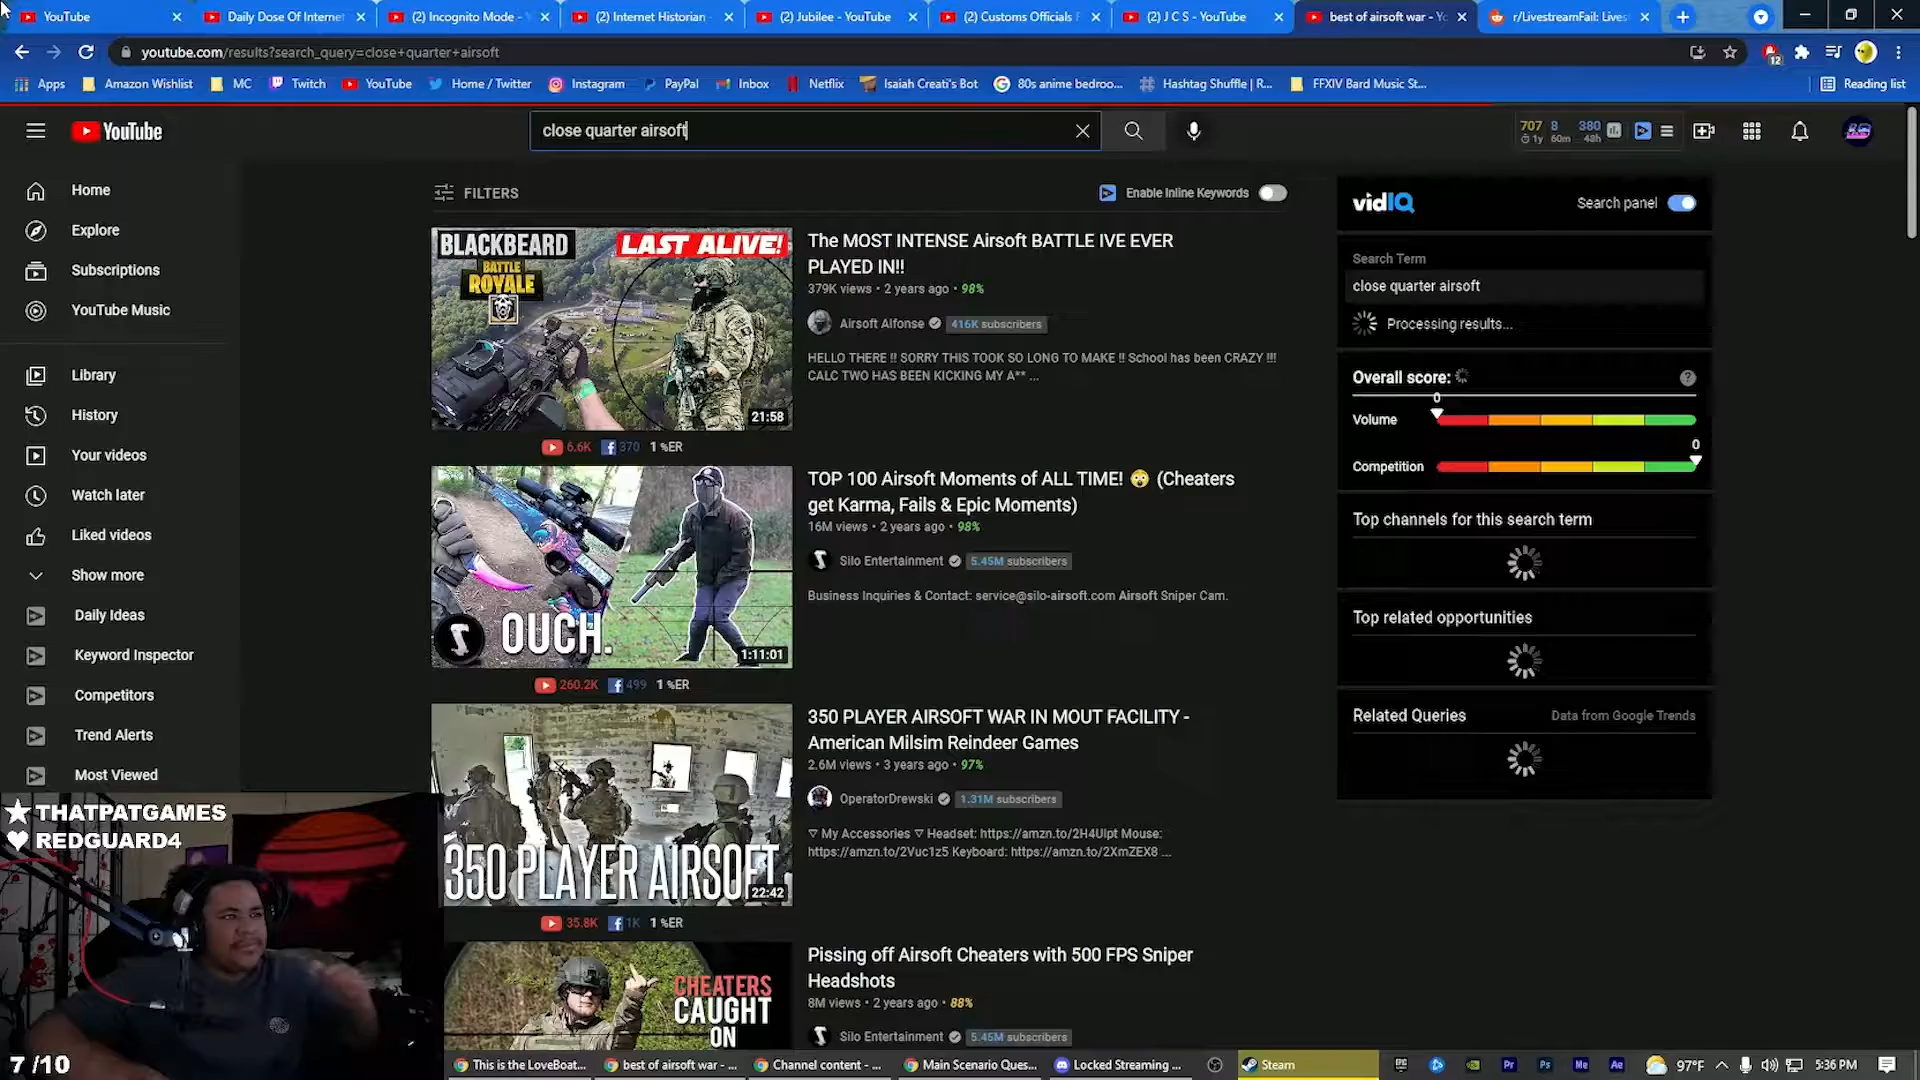 YouTube
Daily Dose Of Internet
(2) Incognito Mode -
(2) Internet Historian -
(2) Jubilee - YouTube
(2) Customs Officials F
(2) J C S - YouTube
best of airsoft war - Yo
r/LivestreamFail: Lives
youtube.com/results?search_query=close+quarter+airsoft
12
Apps
Amazon Wishlist
MC
Twitch
YouTube
Home / Twitter
Instagram
PayPal
Inbox
Netflix
Isaiah Creati's Bot
80s anime bedroo...
Hashtag Shuffle | R...
FFXIV Bard Music St...
Reading list
YouTube
close quarter airsoft
707 8 380
1y 60m 48h
Home
Explore
Subscriptions
YouTube Music
Library
History
Your videos
Watch later
Liked videos
Show more
Daily Ideas
Keyword Inspector
Competitors
Trend Alerts
Most Viewed
FILTERS
Enable Inline Keywords
BLACKBEARD
BATTLE
ROYALE
LAST ALIVE!
21:58
The MOST INTENSE Airsoft BATTLE IVE EVER
PLAYED IN!!
379K views • 2 years ago • 98%
Airsoft Alfonse 416K subscribers
HELLO THERE !! SORRY THIS TOOK SO LONG TO MAKE !! School has been CRAZY !!!
CALC TWO HAS BEEN KICKING MY A** ...
6.6K 370 1 %ER
OUCH.
1:11:01
TOP 100 Airsoft Moments of ALL TIME! 😳 (Cheaters
get Karma, Fails & Epic Moments)
16M views • 2 years ago • 98%
Silo Entertainment 5.45M subscribers
Business Inquiries & Contact: service@silo-airsoft.com Airsoft Sniper Cam.
260.2K 499 1 %ER
350 PLAYER AIRSOFT
22:42
350 PLAYER AIRSOFT WAR IN MOUT FACILITY -
American Milsim Reindeer Games
2.6M views • 3 years ago • 97%
OperatorDrewski 1.31M subscribers
▽ My Accessories ▽ Headset: https://amzn.to/2H4UIpt Mouse:
https://amzn.to/2Vuc1z5 Keyboard: https://amzn.to/2XmZEX8 ...
35.8K 1K 1 %ER
CHEATERS
CAUGHT
ON
Pissing off Airsoft Cheaters with 500 FPS Sniper
Headshots
8M views • 2 years ago • 88%
Silo Entertainment 5.45M subscribers
vidIQ
Search panel
Search Term
close quarter airsoft
Processing results...
Overall score:
?
0
Volume
0
Competition
Top channels for this search term
Top related opportunities
Related Queries
Data from Google Trends
THATPATGAMES
REDGUARD4
7 /10
This is the LoveBoat...
best of airsoft war - ...
Channel content - ...
Main Scenario Ques...
Locked Streaming ...
Steam
Pr
Ps
Me
Ae
97°F
5:36 PM